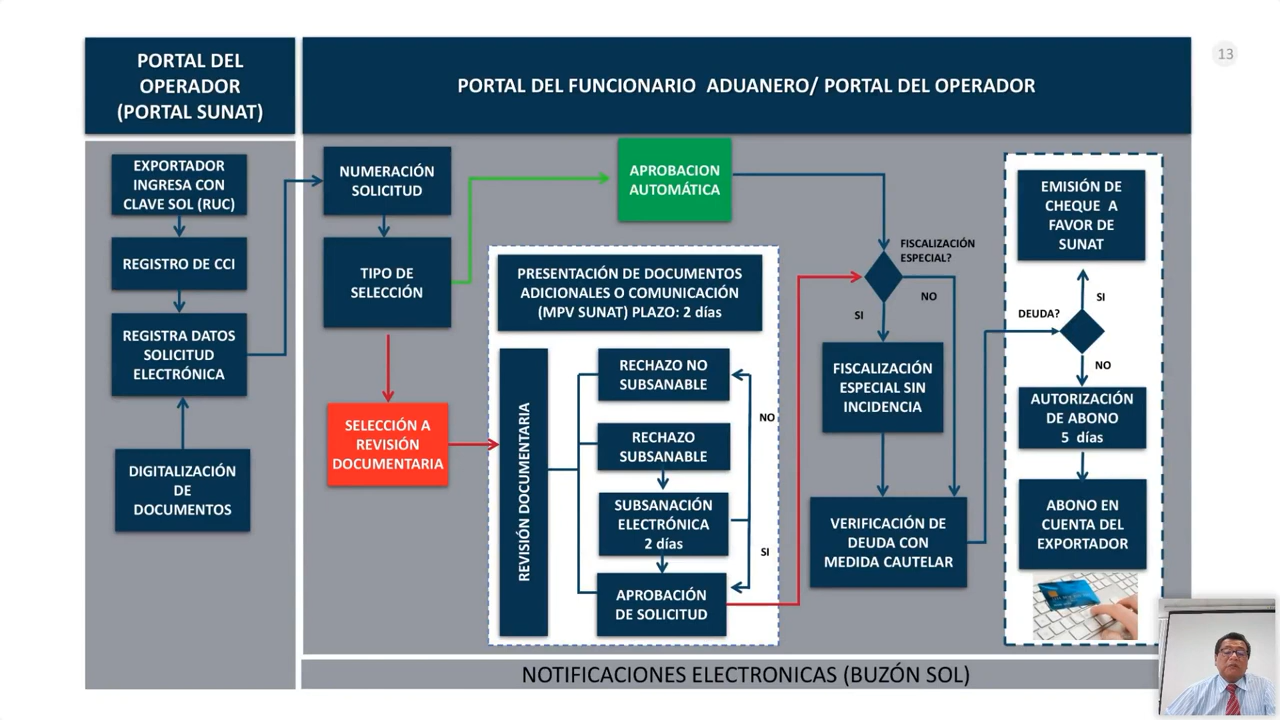 13
PORTAL DEL
OPERADOR
(PORTAL SUNAT)
PORTAL DEL FUNCIONARIO ADUANERO/ PORTAL DEL OPERADOR
EXPORTADOR
INGRESA CON
CLAVE SOL (RUC)
REGISTRO DE CCI
REGISTRA DATOS
SOLICITUD
ELECTRÓNICA
DIGITALIZACIÓN
DE
DOCUMENTOS
NUMERACIÓN
SOLICITUD
TIPO DE
SELECCIÓN
SELECCIÓN A
REVISIÓN
DOCUMENTARIA
APROBACION
AUTOMÁTICA
PRESENTACIÓN DE DOCUMENTOS
ADICIONALES O COMUNICACIÓN
(MPV SUNAT) PLAZO: 2 días
REVISIÓN DOCUMENTARIA
RECHAZO NO
SUBSANABLE
RECHAZO
SUBSANABLE
SUBSANACIÓN
ELECTRÓNICA
2 días
APROBACIÓN
DE SOLICITUD
NO
SI
FISCALIZACIÓN
ESPECIAL?
NO
SI
FISCALIZACIÓN
ESPECIAL SIN
INCIDENCIA
VERIFICACIÓN DE
DEUDA CON
MEDIDA CAUTELAR
EMISIÓN DE
CHEQUE A
FAVOR DE
SUNAT
SI
DEUDA?
NO
AUTORIZACIÓN
DE ABONO
5 días
ABONO EN
CUENTA DEL
EXPORTADOR
NOTIFICACIONES ELECTRONICAS (BUZÓN SOL)